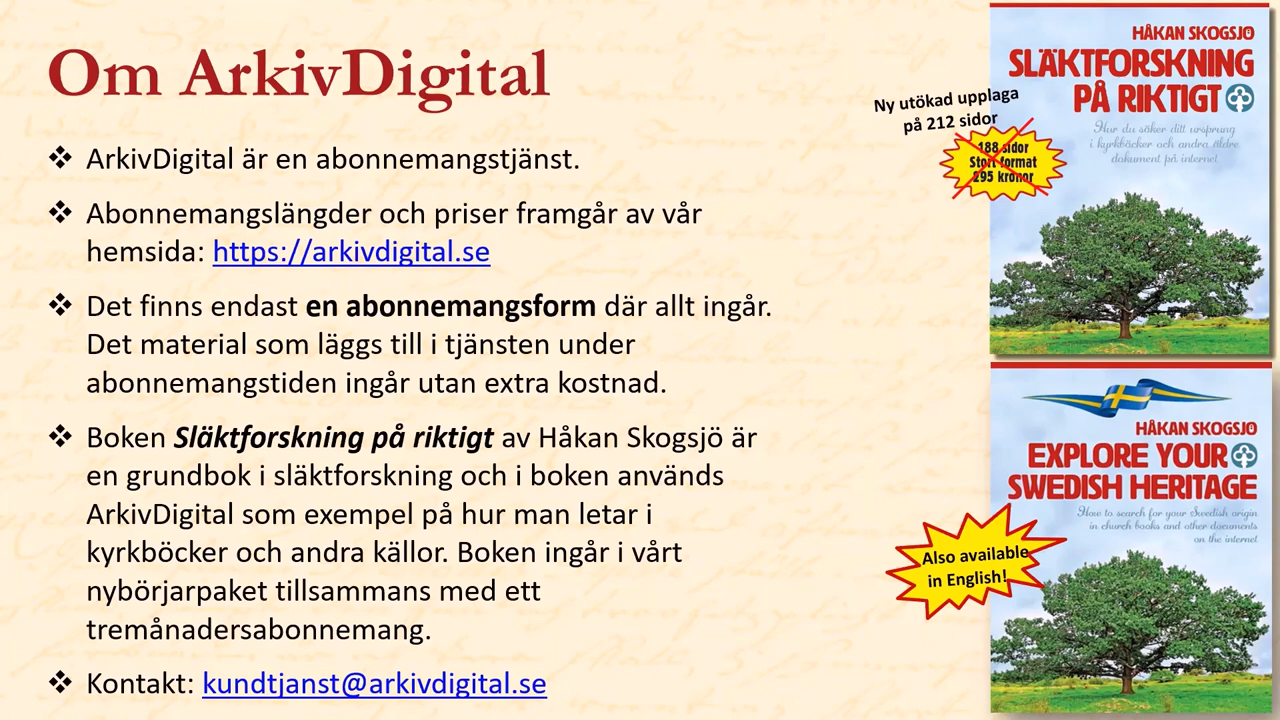 Om ArkivDigital
❖ ArkivDigital är en abonnemangstjänst.
❖ Abonnemangslängder och priser framgår av vår
hemsida: https://arkivdigital.se
❖ Det finns endast en abonnemangsform där allt ingår.
Det material som läggs till i tjänsten under
abonnemangstiden ingår utan extra kostnad.
❖ Boken Släktforskning på riktigt av Håkan Skogsjö är
en grundbok i släktforskning och i boken används
ArkivDigital som exempel på hur man letar i
kyrkböcker och andra källor. Boken ingår i vårt
nybörjarpaket tillsammans med ett
tremånadersabonnemang.
❖ Kontakt: kundtjanst@arkivdigital.se
HÅKAN SKOGSJÖ
SLÄKTFORSKNING
PÅ RIKTIGT
Hur du söker ditt ursprung
i kyrkböcker och andra äldre
dokument på internet
Ny utökad upplaga
på 212 sidor
188 sidor
Stort format
295 kronor
HÅKAN SKOGSJÖ
EXPLORE YOUR
SWEDISH HERITAGE
How to search for your Swedish origin
in church books and other documents
on the internet
Also available
in English!